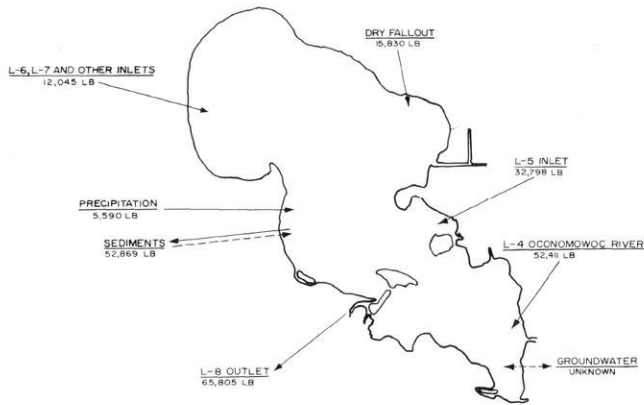 DRY FALLOUT
15,830 LB
L-6, L-7 AND OTHER INLETS
12,045 LB
L-5 INLET
32,798 LB
PRECIPITATION
5,590 LB
SEDIMENTS
52,869 LB
L-4 OCONOMOWOC RIVER
52,411 LB
L-8 OUTLET
65,805 LB
GROUNDWATER
UNKNOWN